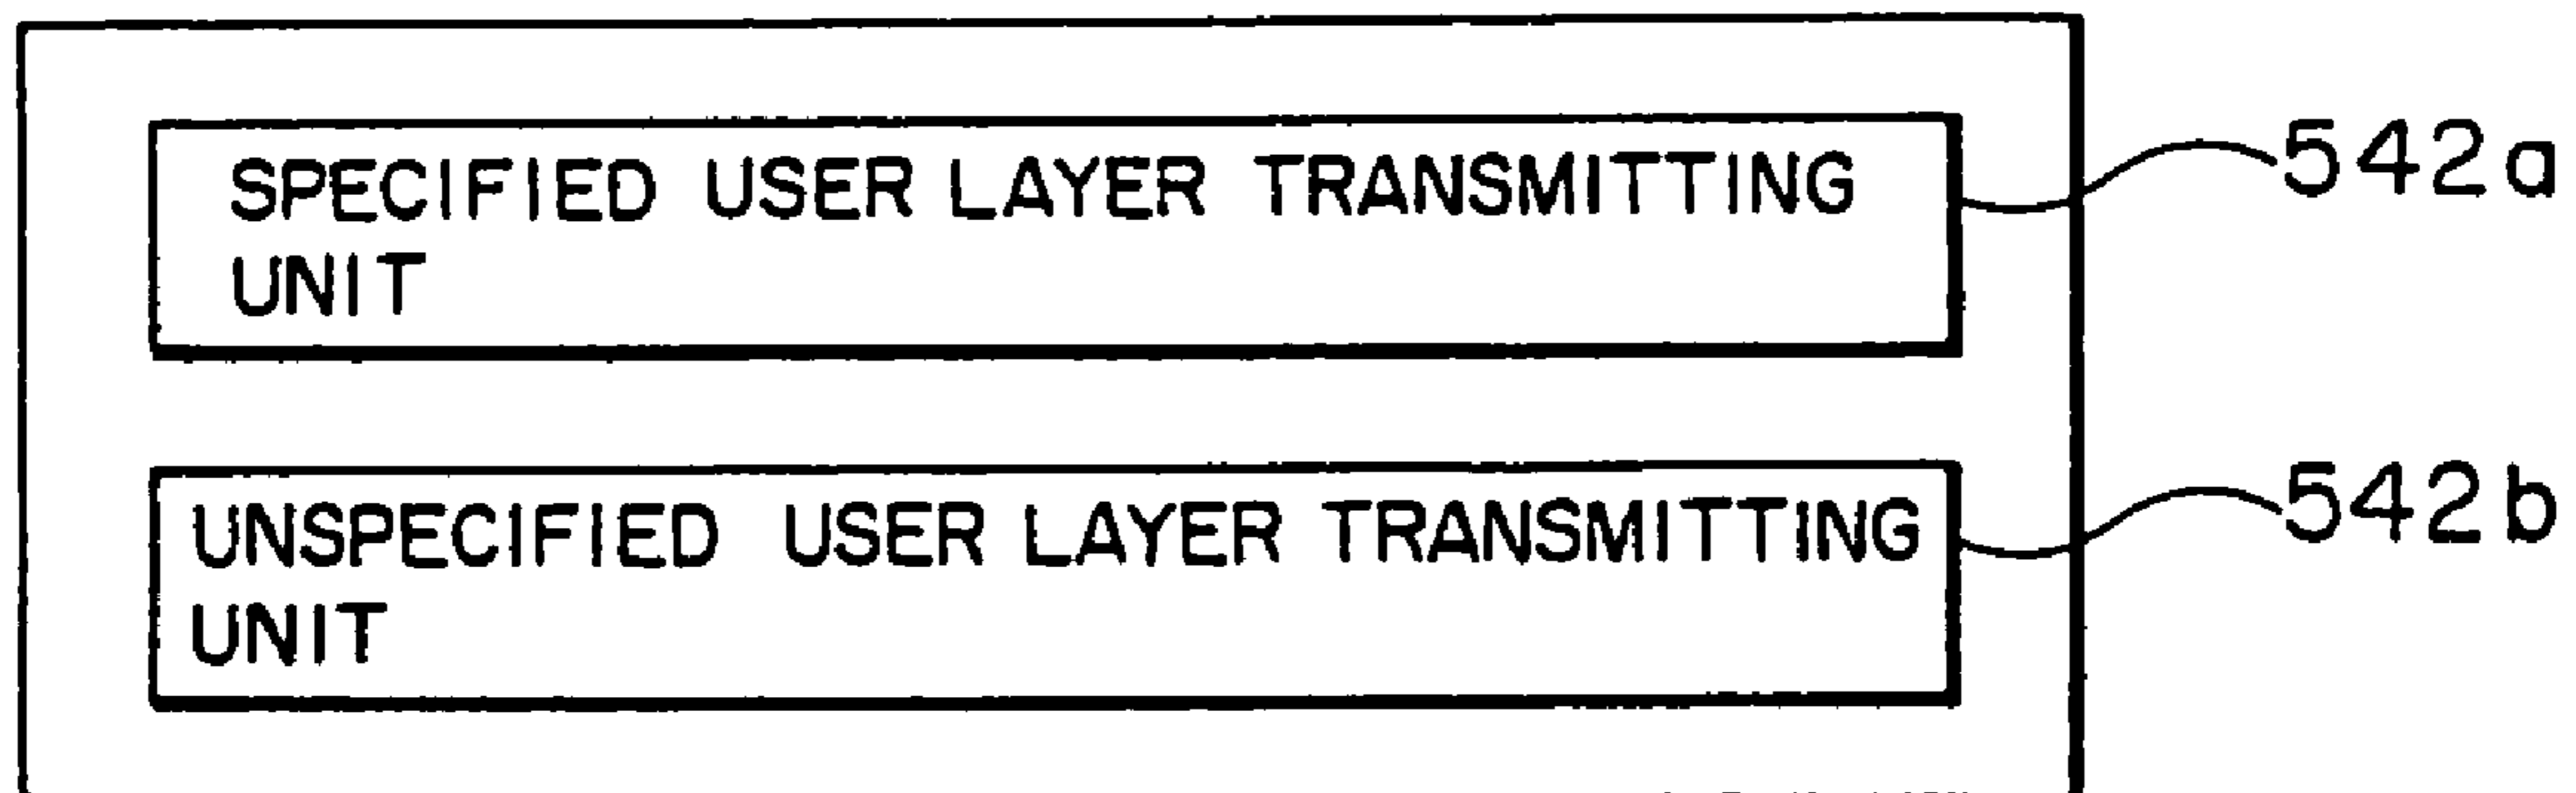 SPECIFIED USER LAYER TRANSMITTING
UNIT
542a
UNSPECIFIED USER LAYER TRANSMITTING
UNIT
542b